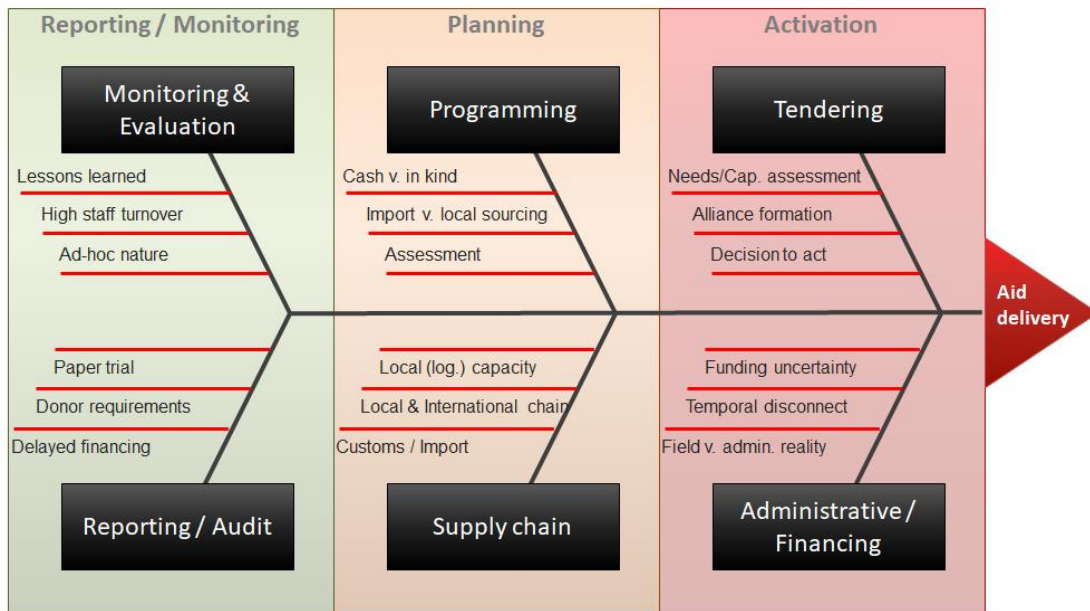 Reporting / Monitoring
Planning
Activation
Monitoring &
Evaluation
Programming
Tendering
Lessons learned
High staff turnover
Ad-hoc nature
Cash v. in kind
Import v. local sourcing
Assessment
Needs/Cap. assessment
Alliance formation
Decision to act
Aid
delivery
Paper trial
Donor requirements
Delayed financing
Local (log.) capacity
Local & International chain
Customs / Import
Funding uncertainty
Temporal disconnect
Field v. admin. reality
Reporting / Audit
Supply chain
Administrative /
Financing